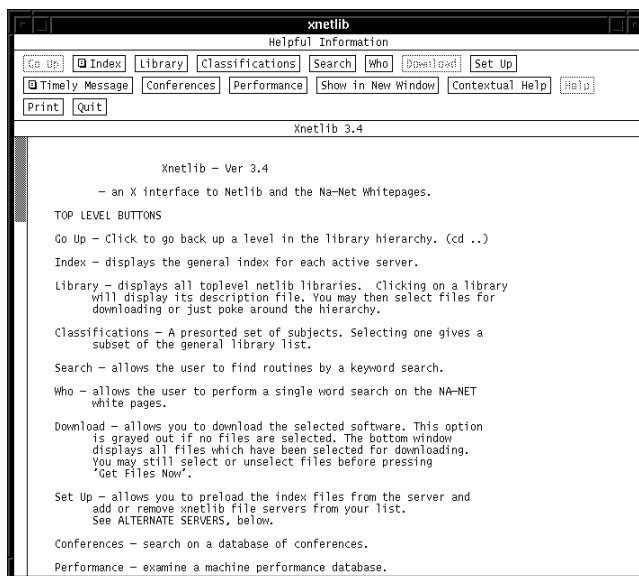 xnetlib
Helpful Information
Go Up Index Library Classifications Search Who Download Set Up
Timely Message Conferences Performance Show in New Window Contextual Help Help
Print Quit
Xnetlib 3.4
Xnetlib – Ver 3.4
– an X interface to Netlib and the Na–Net Whitepages.
TOP LEVEL BUTTONS
Go Up – Click to go back up a level in the library hierarchy. (cd ..)
Index – displays the general index for each active server.
Library – displays all toplevel netlib libraries. Clicking on a library
will display its description file. You may then select files for
downloading or just poke around the hierarchy.
Classifications – A presorted set of subjects. Selecting one gives a
subset of the general library list.
Search – allows the user to find routines by a keyword search.
Who – allows the user to perform a single word search on the NA–NET
white pages.
Download – allows you to download the selected software. This option
is grayed out if no files are selected. The bottom window
displays all files which have been selected for downloading.
You may still select or unselect files before pressing
'Get Files Now'.
Set Up – allows you to preload the index files from the server and
add or remove xnetlib file servers from your list.
See ALTERNATE SERVERS, below.
Conferences – search on a database of conferences.
Performance – examine a machine performance database.